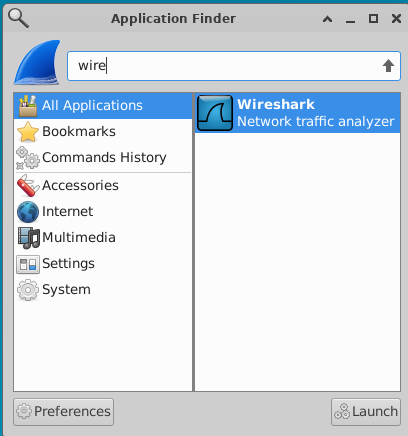 Application Finder
wire
All Applications
Bookmarks
Commands History
Accessories
Internet
Multimedia
Settings
System
Wireshark
Network traffic analyzer
Preferences
Launch